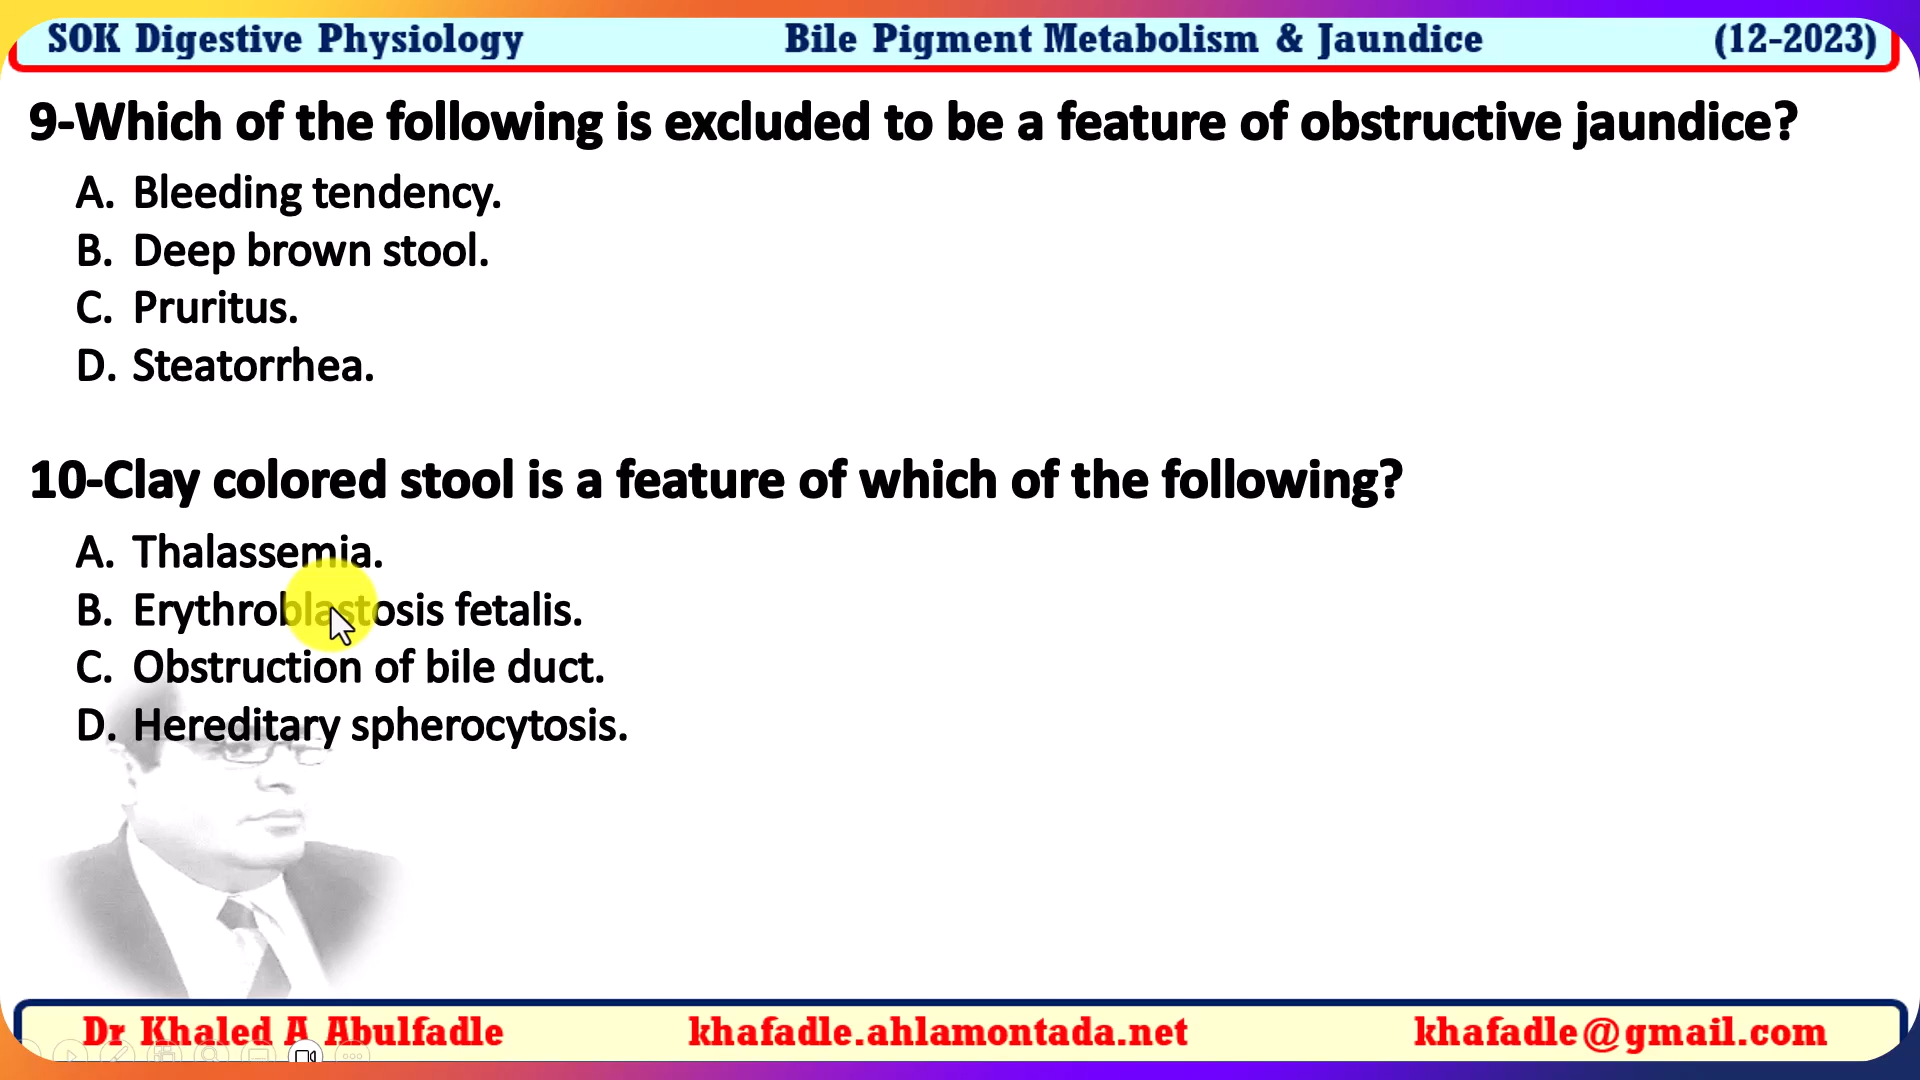 SOK Digestive Physiology Bile Pigment Metabolism & Jaundice (12-2023)
9-Which of the following is excluded to be a feature of obstructive jaundice?
A. Bleeding tendency.
B. Deep brown stool.
C. Pruritus.
D. Steatorrhea.
10-Clay colored stool is a feature of which of the following?
A. Thalassemia.
B. Erythroblastosis fetalis.
C. Obstruction of bile duct.
D. Hereditary spherocytosis.
Dr Khaled A Abulfadle khafadle.ahlamontada.net khafadle@gmail.com